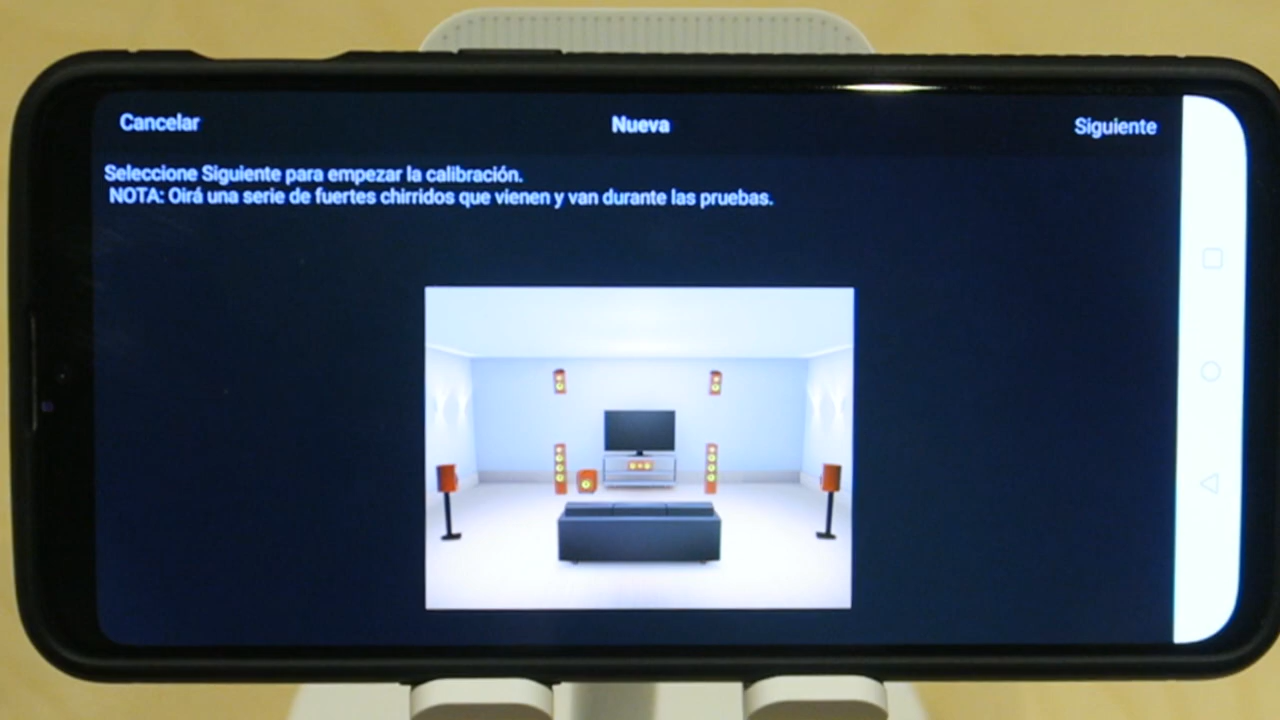 Cancelar
Nueva
Siguiente
Seleccione Siguiente para empezar la calibración.
NOTA: Oirá una serie de fuertes chirridos que vienen y van durante las pruebas.